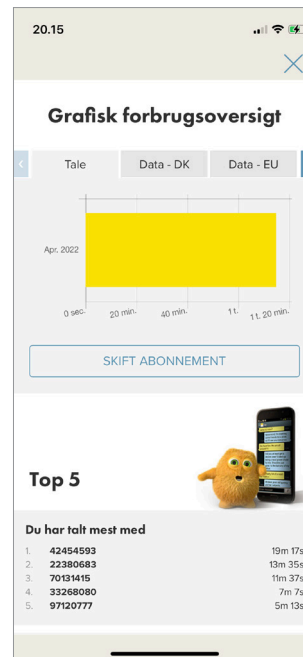 20.15
Grafisk forbrugsoversigt
Tale Data - DK Data - EU
Apr. 2022
0 sec. 20 min. 40 min. 1 t. 1 t. 20 min.
SKIFT ABONNEMENT
Top 5
Du har talt mest med
1. 42454593 19m 17s
2. 22380683 13m 35s
3. 70131415 11m 37s
4. 33268080 7m 7s
5. 97120777 5m 13s